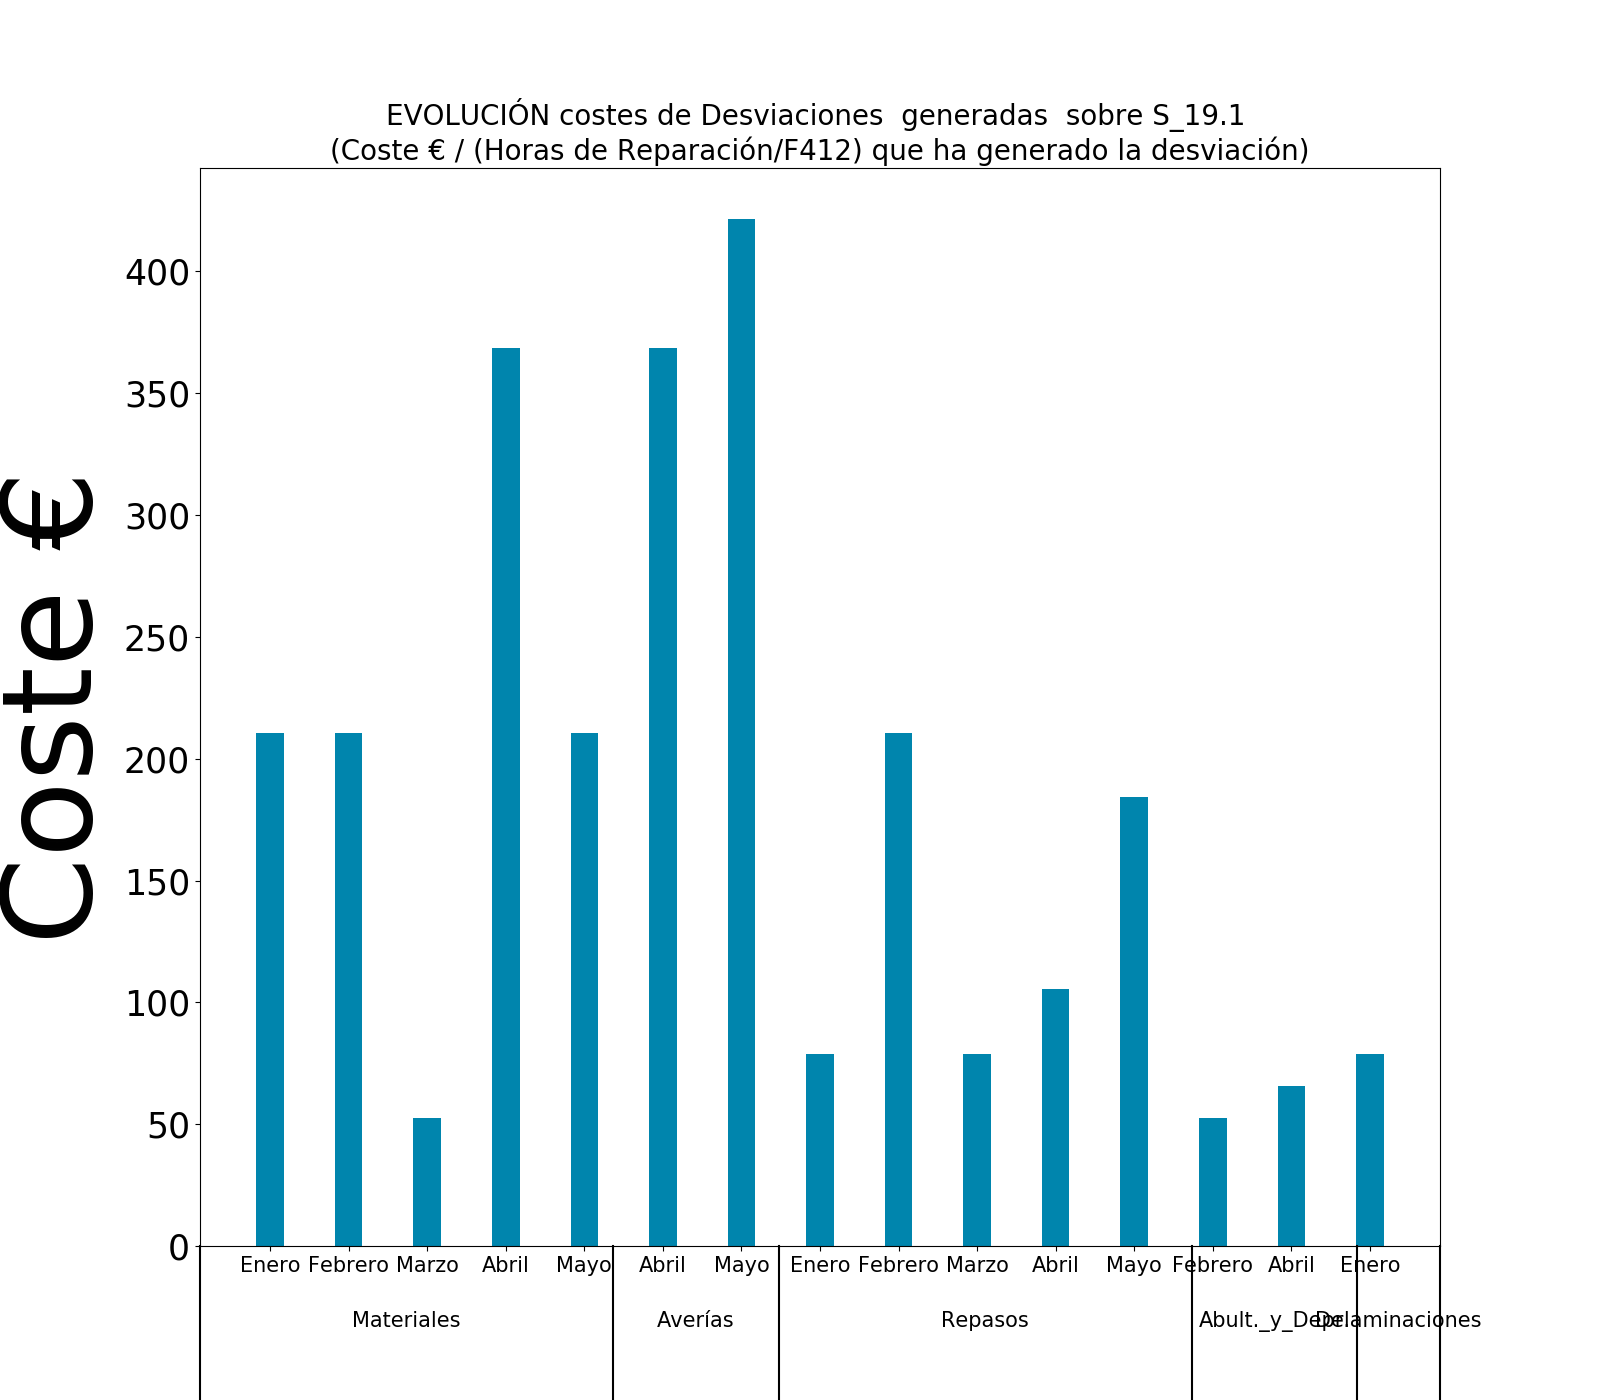 EVOLUCIÓN costes de Desviaciones  generadas  sobre S_19.1
(Coste € / (Horas de Reparación/F412) que ha generado la desviación)
Coste €
400
350
300
250
200
150
100
50
0
Enero Febrero Marzo Abril Mayo Abril Mayo Enero Febrero Marzo Abril Mayo Febrero Abril Enero
Materiales Averías Repasos Delaminaciones